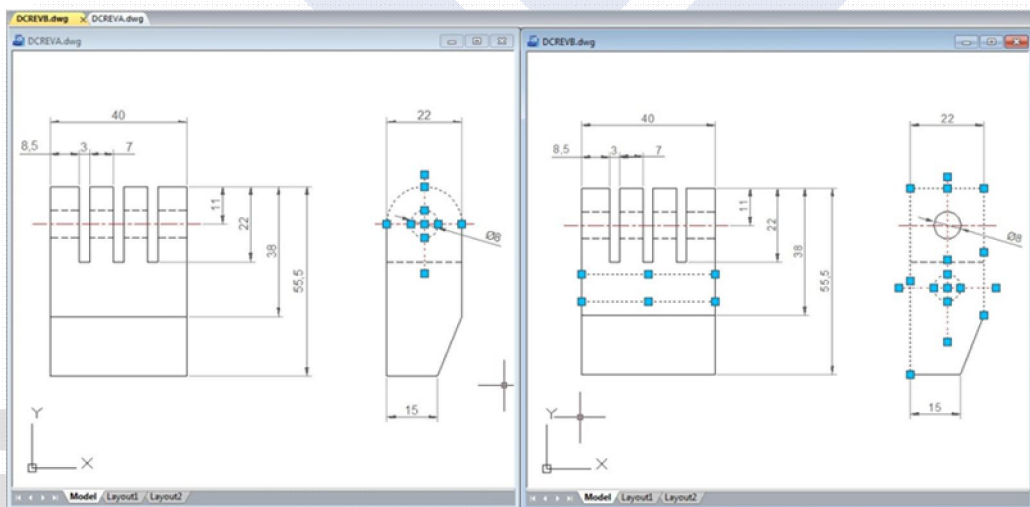 DCREVB.dwg X DCREVA.dwg
DCREVA.dwg
40
22
8,5 3 7
11
22
38
55,5
Ø8
15
Y
X
Model Layout1 Layout2
DCREVB.dwg
40
22
8,5 3 7
11
22
38
55,5
Ø8
15
Y
X
Model Layout1 Layout2